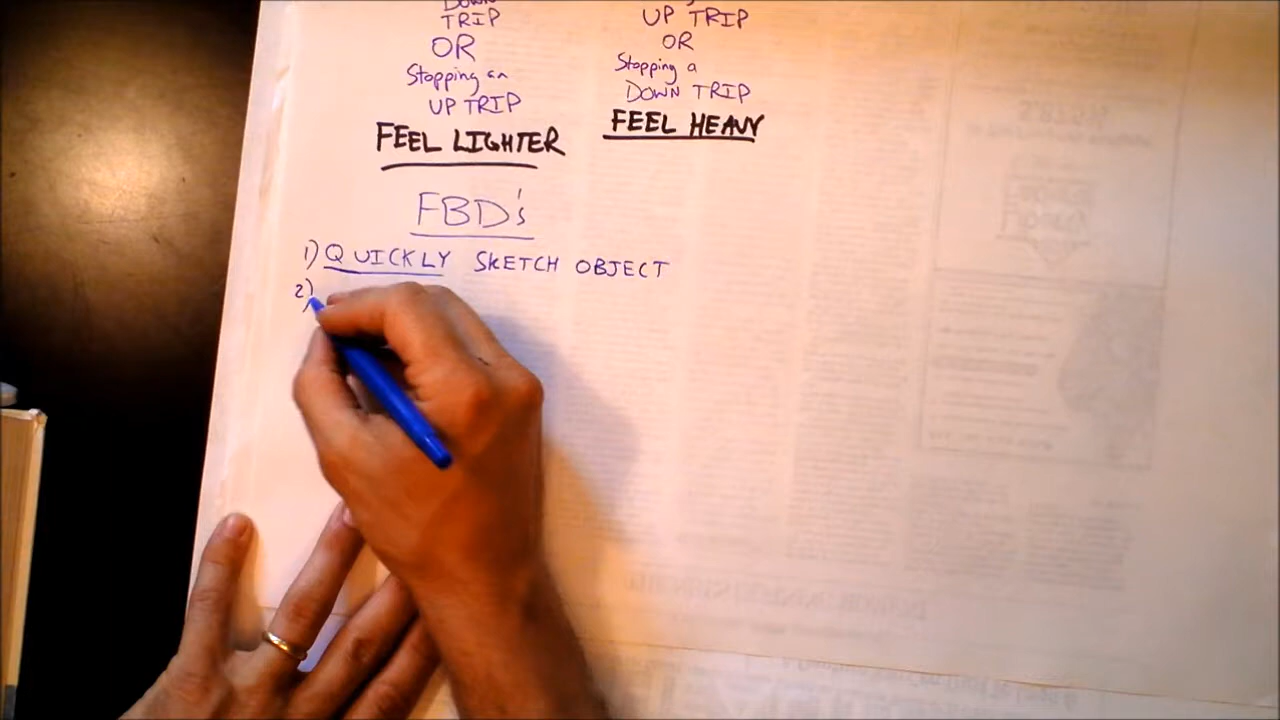 DOWN
TRIP
OR
Stopping an
UP TRIP
FEEL LIGHTER
UP TRIP
OR
Stopping a
DOWN TRIP
FEEL HEAVY
FBD's
1) QUICKLY SKETCH OBJECT
2)